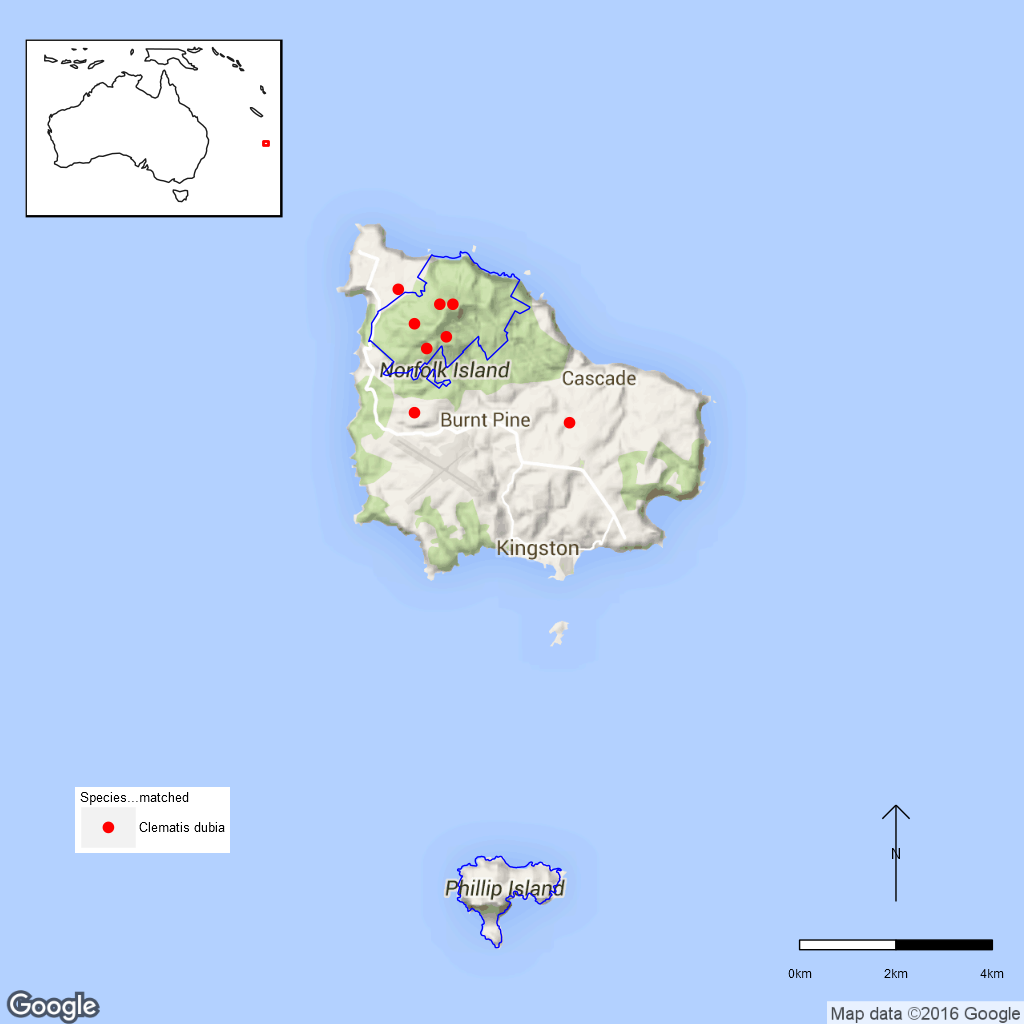 Norfolk Island
Cascade
Burnt Pine
Kingston
Species...matched
Clematis dubia
Phillip Island
N
0km 2km 4km
Google
Map data ©2016 Google